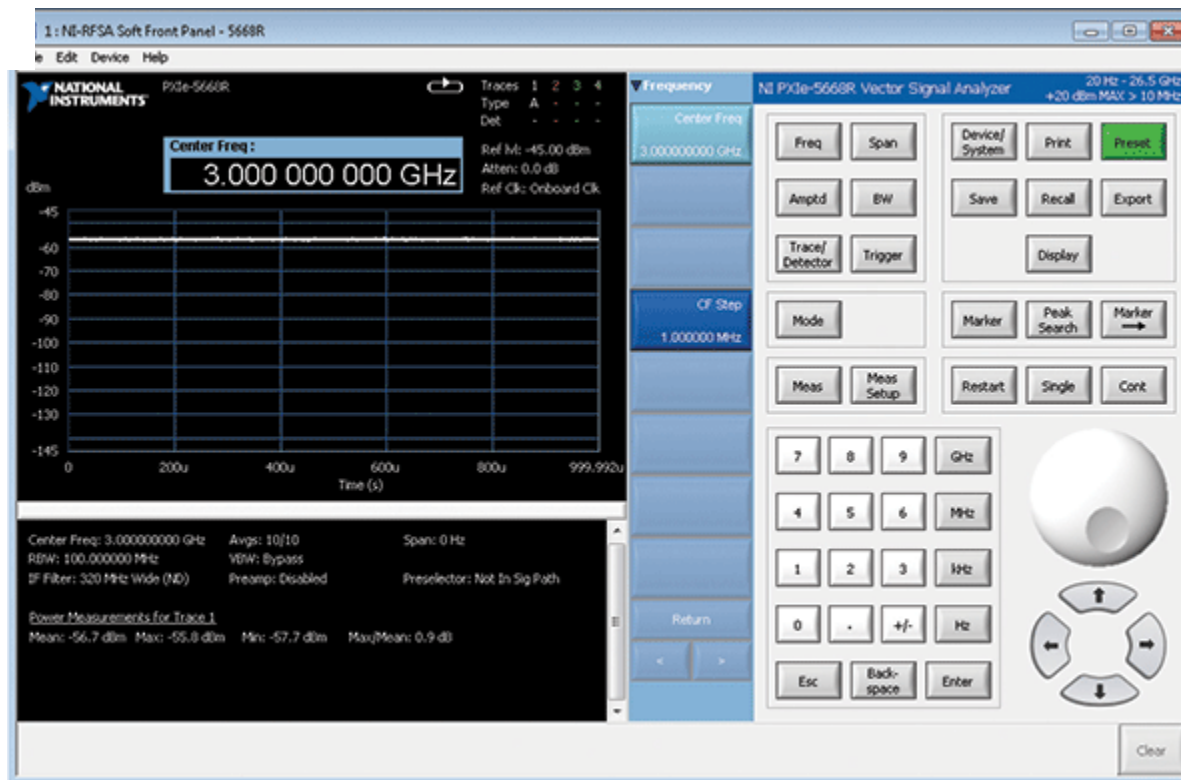 1: NI-RFSA Soft Front Panel - 5668R
Edit Device Help
NATIONAL INSTRUMENTS
PXIe-5668R
Traces 1 2 3 4
Type A - - -
Det - - - -
Center Freq:
3.000 000 000 GHz
Ref lvl: -45.00 dBm
Atten: 0.0 dB
Ref Clk: Onboard Clk
dBm
-45
-60
-70
-80
-90
-100
-110
-120
-130
-145
0 200u 400u 600u 800u 999.992u
Time (s)
Center Freq: 3.000000000 GHz Avgs: 10/10 Span: 0 Hz
RBW: 100.000000 MHz VBW: Bypass
IF Filter: 320 MHz Wide (ND) Preamp: Disabled Preselector: Not In Sig Path
Power Measurements for Trace 1
Mean: -56.7 dBm Max: -55.8 dBm Min: -57.7 dBm Max/Mean: 0.9 dB
Frequency
Center Freq
3.000000000 GHz
CF Step
1.000000 MHz
Return
< >
NI PXIe-5668R Vector Signal Analyzer
20 Hz - 26.5 GHz
+20 dBm MAX > 10 MHz
Freq Span
Device/System Print Preset
Amptd BW
Save Recall Export
Trace/Detector Trigger
Display
Mode
Marker Peak Search Marker →
Meas Meas Setup
Restart Single Cont
7 8 9 GHz
4 5 6 MHz
1 2 3 kHz
0 . +/- Hz
Esc Back-space Enter
Clear